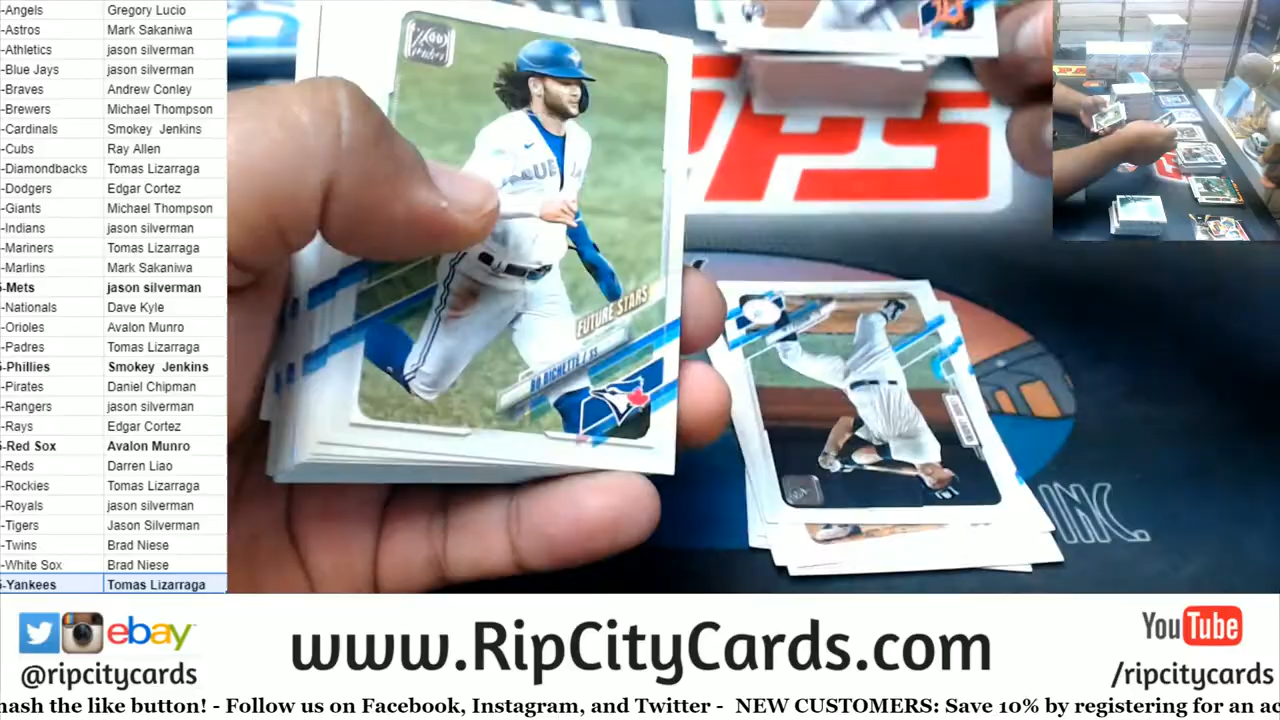 -Angels Gregory Lucio
-Astros Mark Sakaniwa
-Athletics jason silverman
-Blue Jays jason silverman
-Braves Andrew Conley
-Brewers Michael Thompson
-Cardinals Smokey Jenkins
-Cubs Ray Allen
-Diamondbacks Tomas Lizarraga
-Dodgers Edgar Cortez
-Giants Michael Thompson
-Indians jason silverman
-Mariners Tomas Lizarraga
-Marlins Mark Sakaniwa
-Mets jason silverman
-Nationals Dave Kyle
-Orioles Avalon Munro
-Padres Tomas Lizarraga
-Phillies Smokey Jenkins
-Pirates Daniel Chipman
-Rangers jason silverman
-Rays Edgar Cortez
-Red Sox Avalon Munro
-Reds Darren Liao
-Rockies Tomas Lizarraga
-Royals jason silverman
-Tigers Jason Silverman
-Twins Brad Niese
-White Sox Brad Niese
-Yankees Tomas Lizarraga
FUTURE STARS
BO BICHETTE / SS
PPS
INC.
ebay
@ripcitycards
www.RipCityCards.com
YouTube
/ripcitycards
mash the like button! - Follow us on Facebook, Instagram, and Twitter - NEW CUSTOMERS: Save 10% by registering for an ac